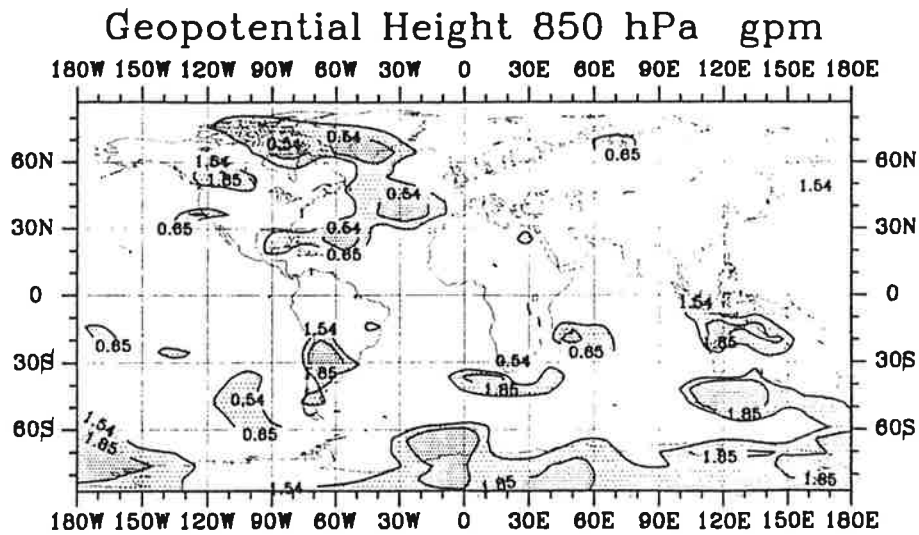 Geopotential Height 850 hPa gpm
180W 150W 120W 90W 60W 30W 0 30E 60E 90E 120E 150E 180E
0.54 0.54
60N 1.54 0.65 60N
1.85 1.54
0.54
30N 0.65 0.54 30N
0.65
0 0
1.54
0.65 1.54 0.65 1.85
30S .85 0.54 30S
1.85
0.54 1.85
60S 1.54 0.65 60S
1.85 1.85
1.54 1.85 1.85
180W 150W 120W 90W 60W 30W 0 30E 60E 90E 120E 150E 180E